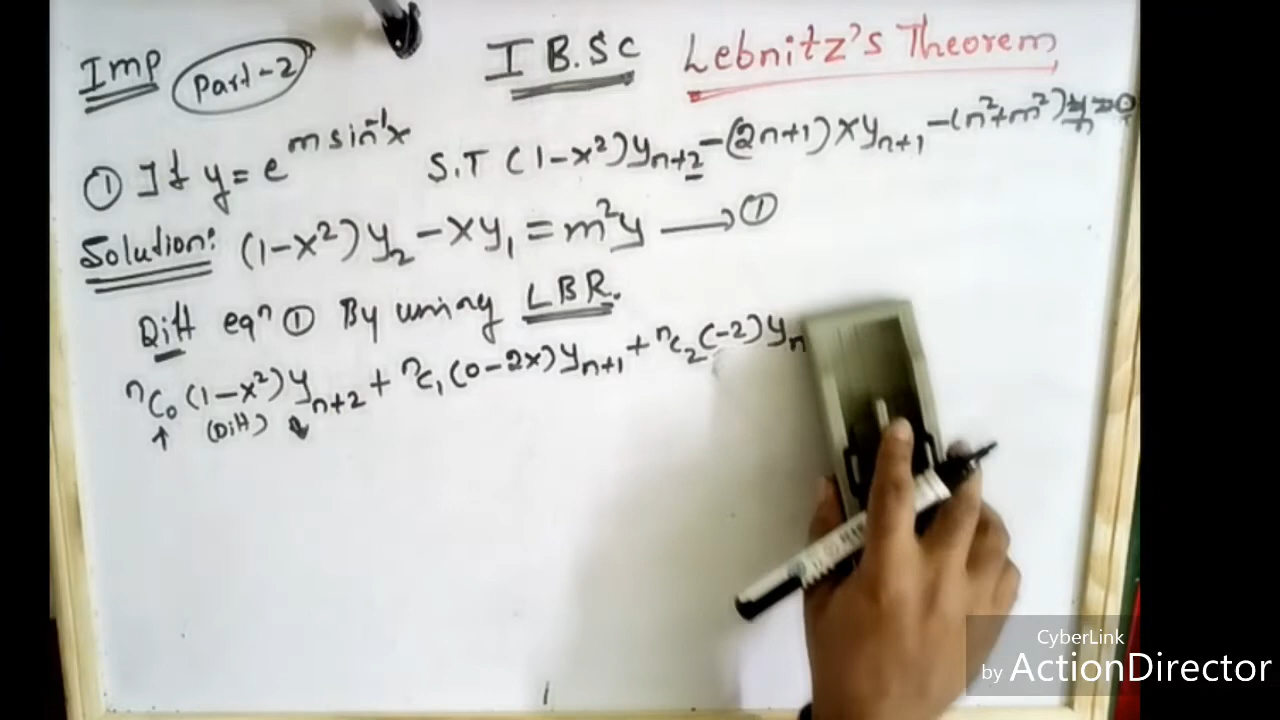 Imp Part-2 I B.Sc Lebnitz's Theorem
① If y = e^{m sin⁻¹x} S.T (1-x²)y_{n+2} -(2n+1)xy_{n+1} -(n²+m²)y_n=0
Solution: (1-x²)y₂ -xy₁ = m²y → ①
Diff eqⁿ ① By using LBR.
ⁿC₀ (1-x²)y_{n+2} + ⁿC₁ (0-2x)y_{n+1} + ⁿC₂(-2)y_n
↑ (Diff) ↓
CyberLink
by ActionDirector